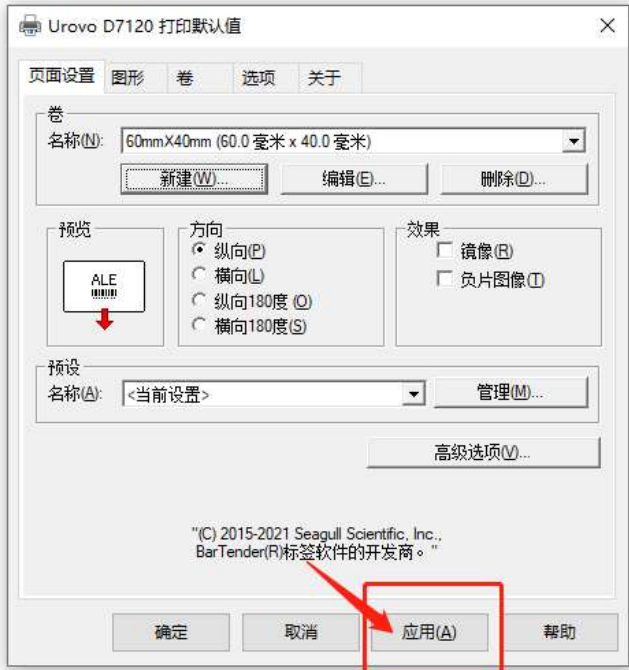 Urovo D7120 打印默认值
页面设置 图形 卷 选项 关于
卷
名称(N): 60mmX40mm (60.0 毫米 x 40.0 毫米)
新建(W)... 编辑(E)... 删除(D)...
预览 方向 效果
ALE
纵向(P) 镜像(R)
横向(L) 负片图像(T)
纵向180度 (O)
横向180度(S)
预设
名称(A): <当前设置> 管理(M)...
高级选项(V)...
"(C) 2015-2021 Seagull Scientific, Inc.,
BarTender(R)标签软件的开发商。"
确定 取消 应用(A) 帮助